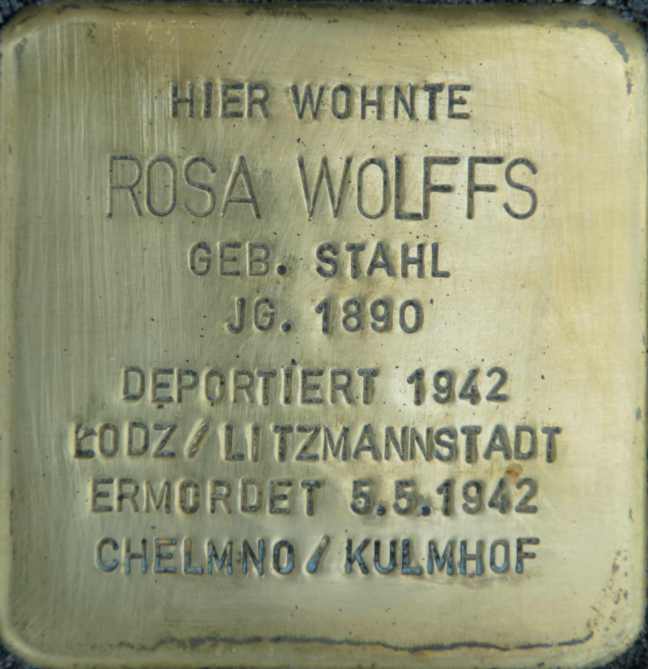 HIER WOHNTE
ROSA WOLFFS
GEB. STAHL
JG. 1890
DEPORTIERT 1942
ŁODZ/LITZMANNSTADT
ERMORDET 5.5.1942
CHELMNO/KULMHOF